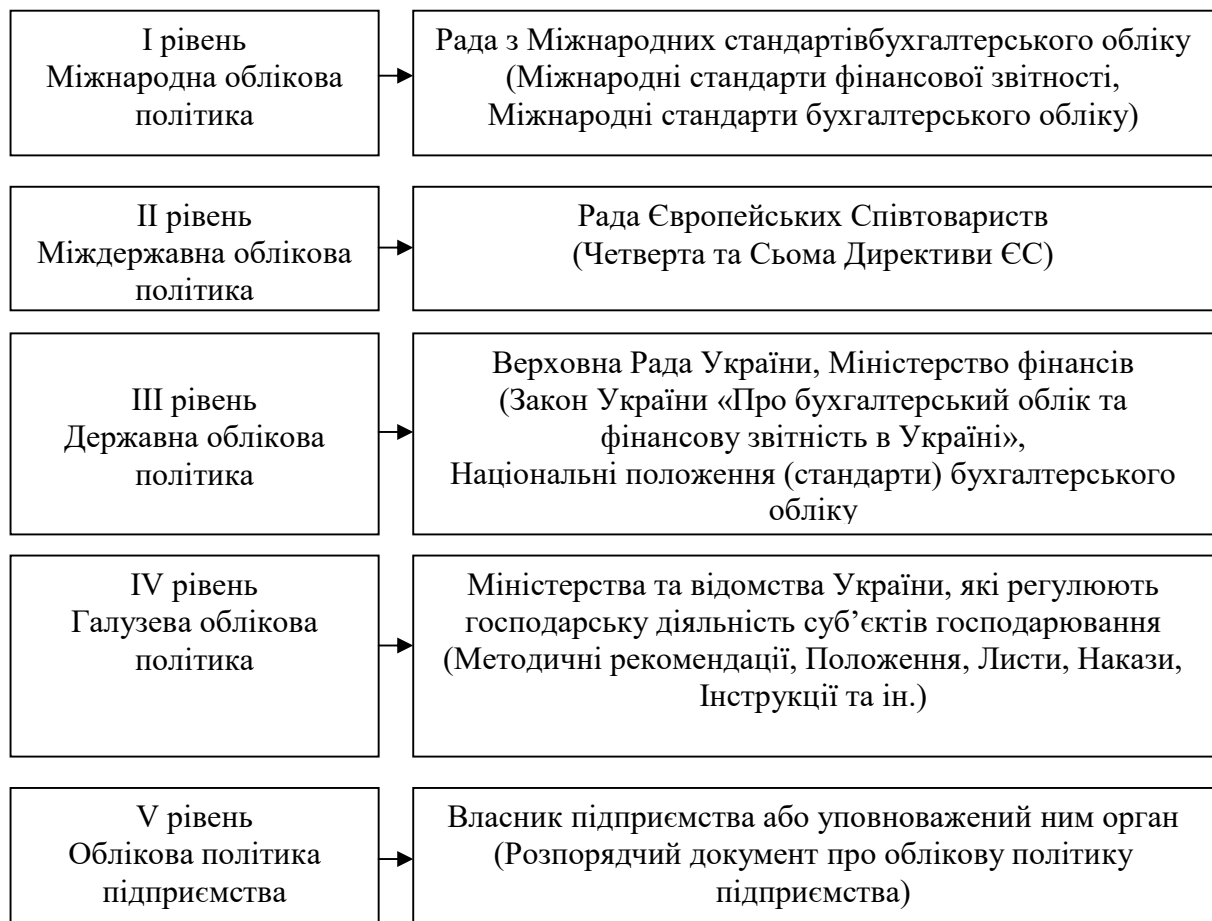 І рівень
Міжнародна облікова
політика
Рада з Міжнародних стандартівбухгалтерського обліку
(Міжнародні стандарти фінансової звітності,
Міжнародні стандарти бухгалтерського обліку)
ІІ рівень
Міждержавна облікова
політика
Рада Європейських Співтовариств
(Четверта та Сьома Директиви ЄС)
ІІІ рівень
Державна облікова
політика
Верховна Рада України, Міністерство фінансів
(Закон України «Про бухгалтерський облік та
фінансову звітність в Україні»,
Національні положення (стандарти) бухгалтерського
обліку
IV рівень
Галузева облікова
політика
Міністерства та відомства України, які регулюють
господарську діяльність суб’єктів господарювання
(Методичні рекомендації, Положення, Листи, Накази,
Інструкції та ін.)
V рівень
Облікова політика
підприємства
Власник підприємства або уповноважений ним орган
(Розпорядчий документ про облікову політику
підприємства)